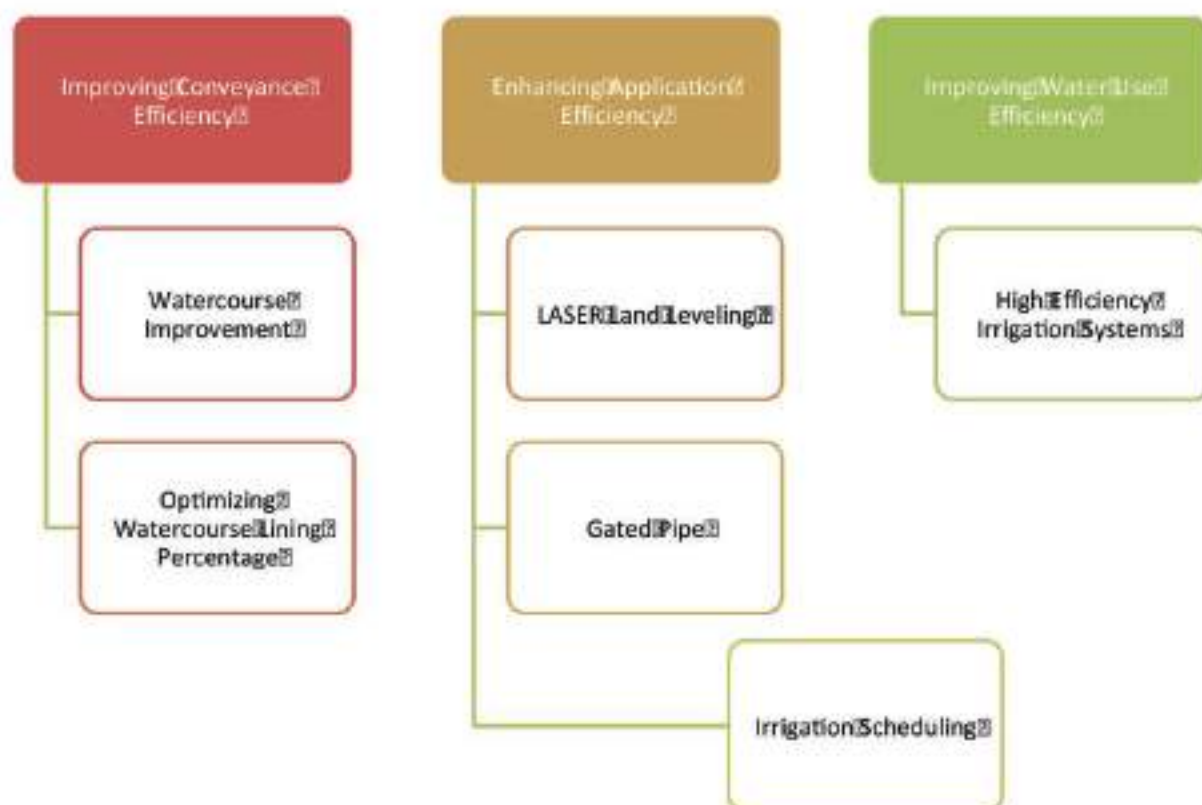 Improving Conveyance
Efficiency
Watercourse
Improvement
Optimizing
Watercourse Lining
Percentage
Enhancing Application
Efficiency
LASER Land Leveling
Gated Pipe
Irrigation Scheduling
Improving Water Use
Efficiency
High Efficiency
Irrigation Systems